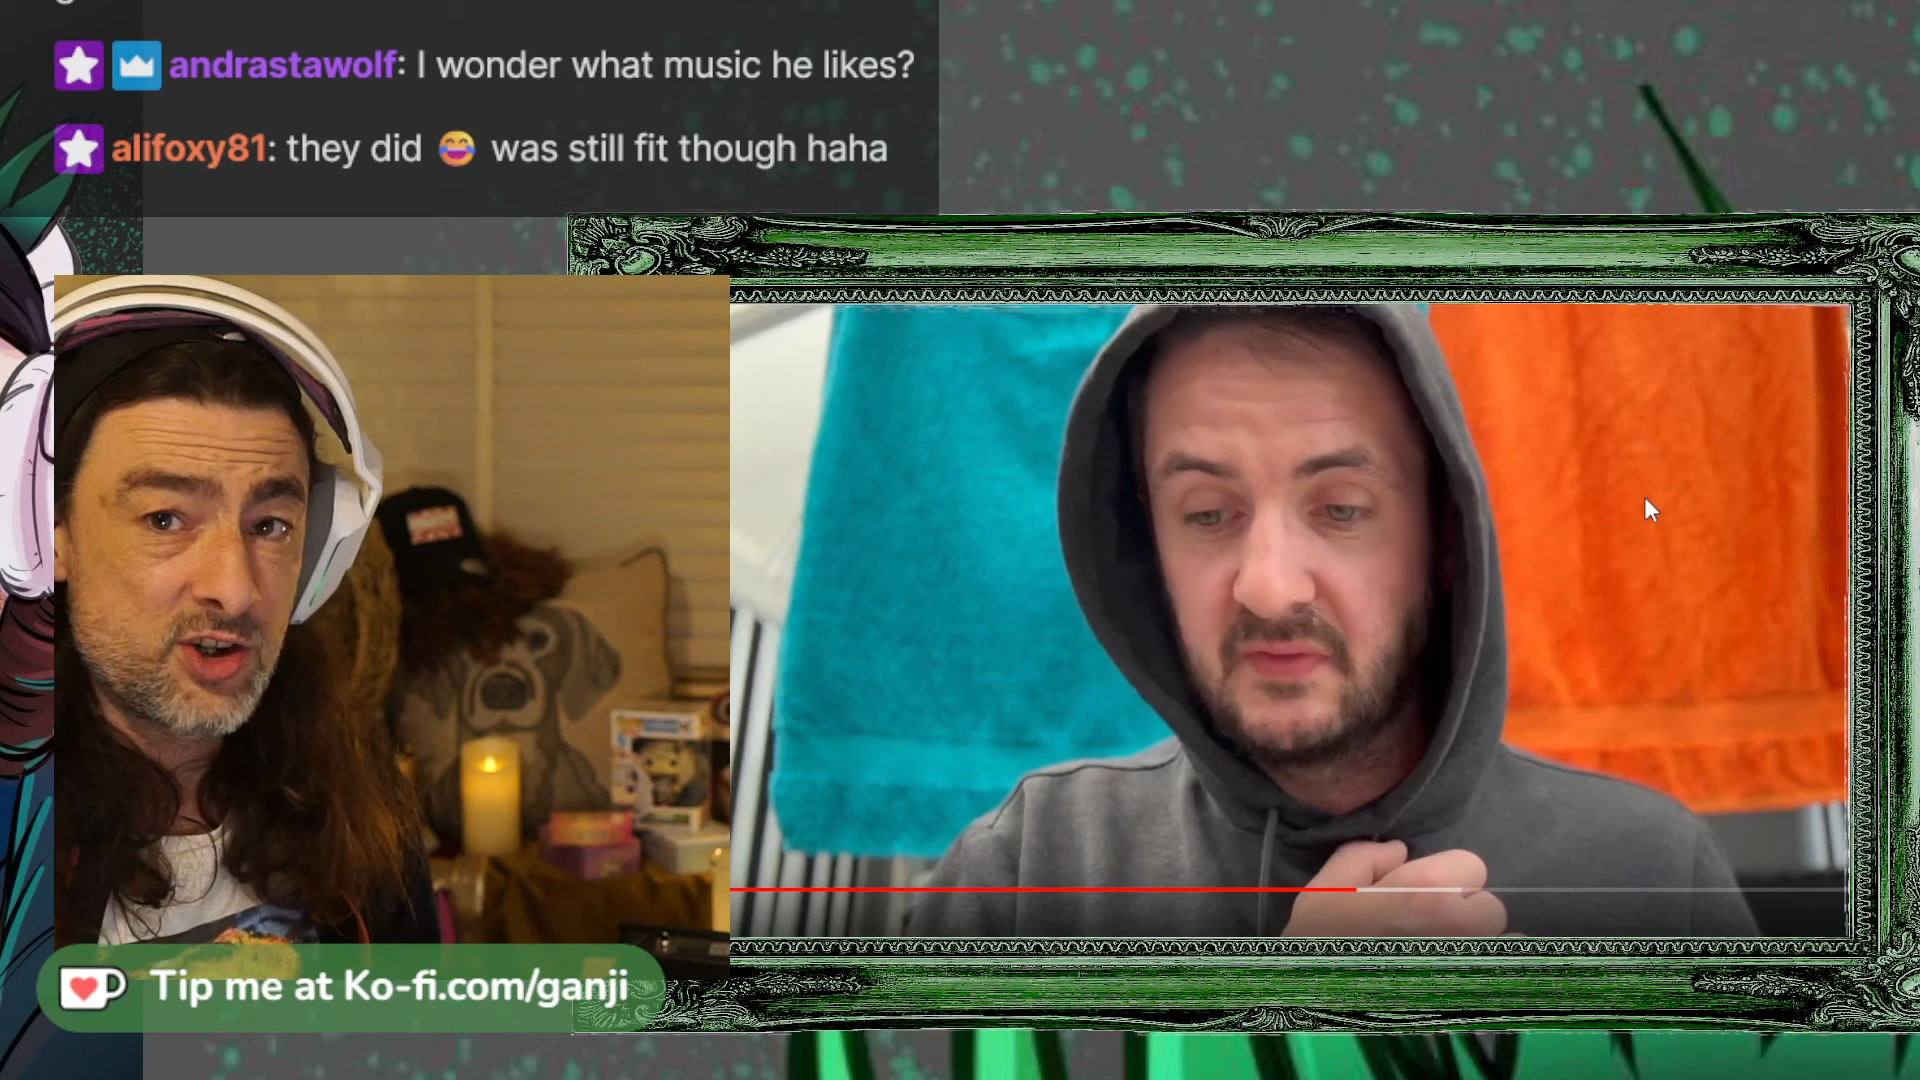 andrastawolf: I wonder what music he likes?
alifoxy81: they did 😂 was still fit though haha
Tip me at Ko-fi.com/ganji